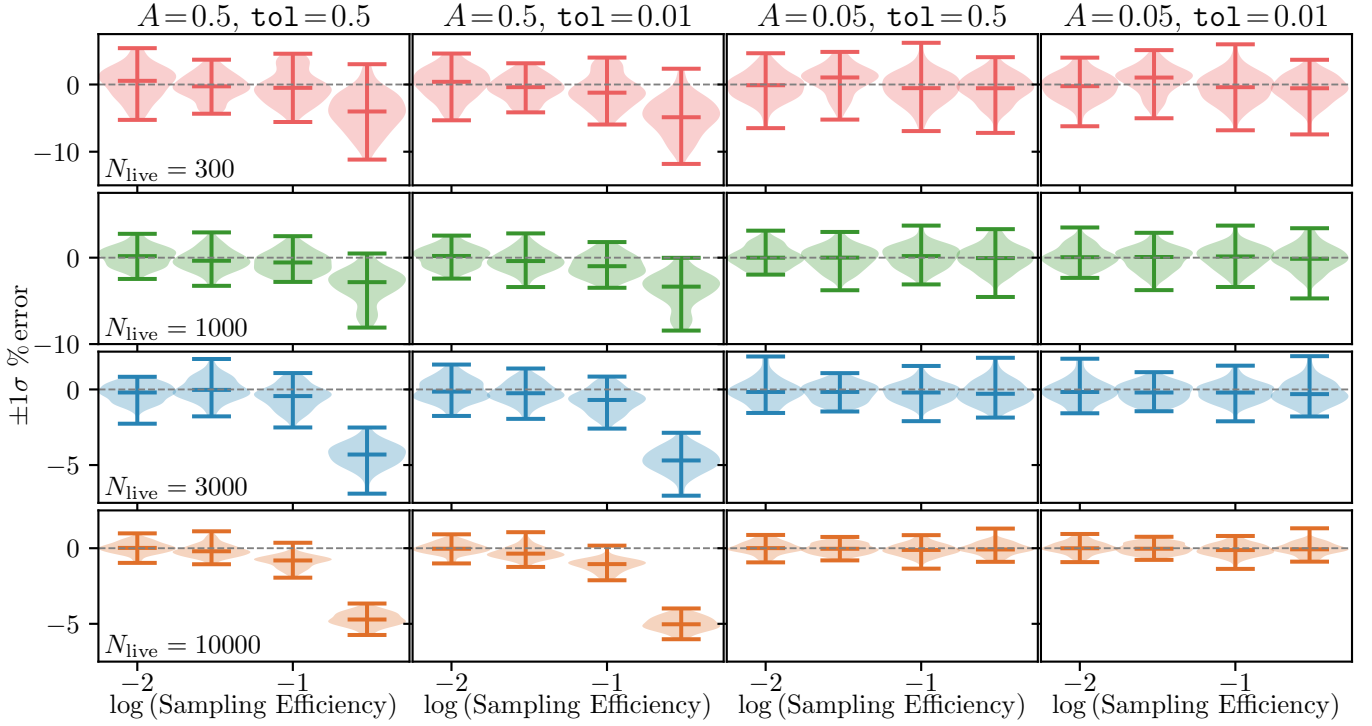 A=0.5, tol=0.5
A=0.5, tol=0.01
A=0.05, tol=0.5
A=0.05, tol=0.01
±1σ % error
0
−10
N_live = 300
0
−10
N_live = 1000
0
−5
N_live = 3000
0
−5
N_live = 10000
−2 −1
−2 −1
−2 −1
−2 −1
log (Sampling Efficiency)
log (Sampling Efficiency)
log (Sampling Efficiency)
log (Sampling Efficiency)